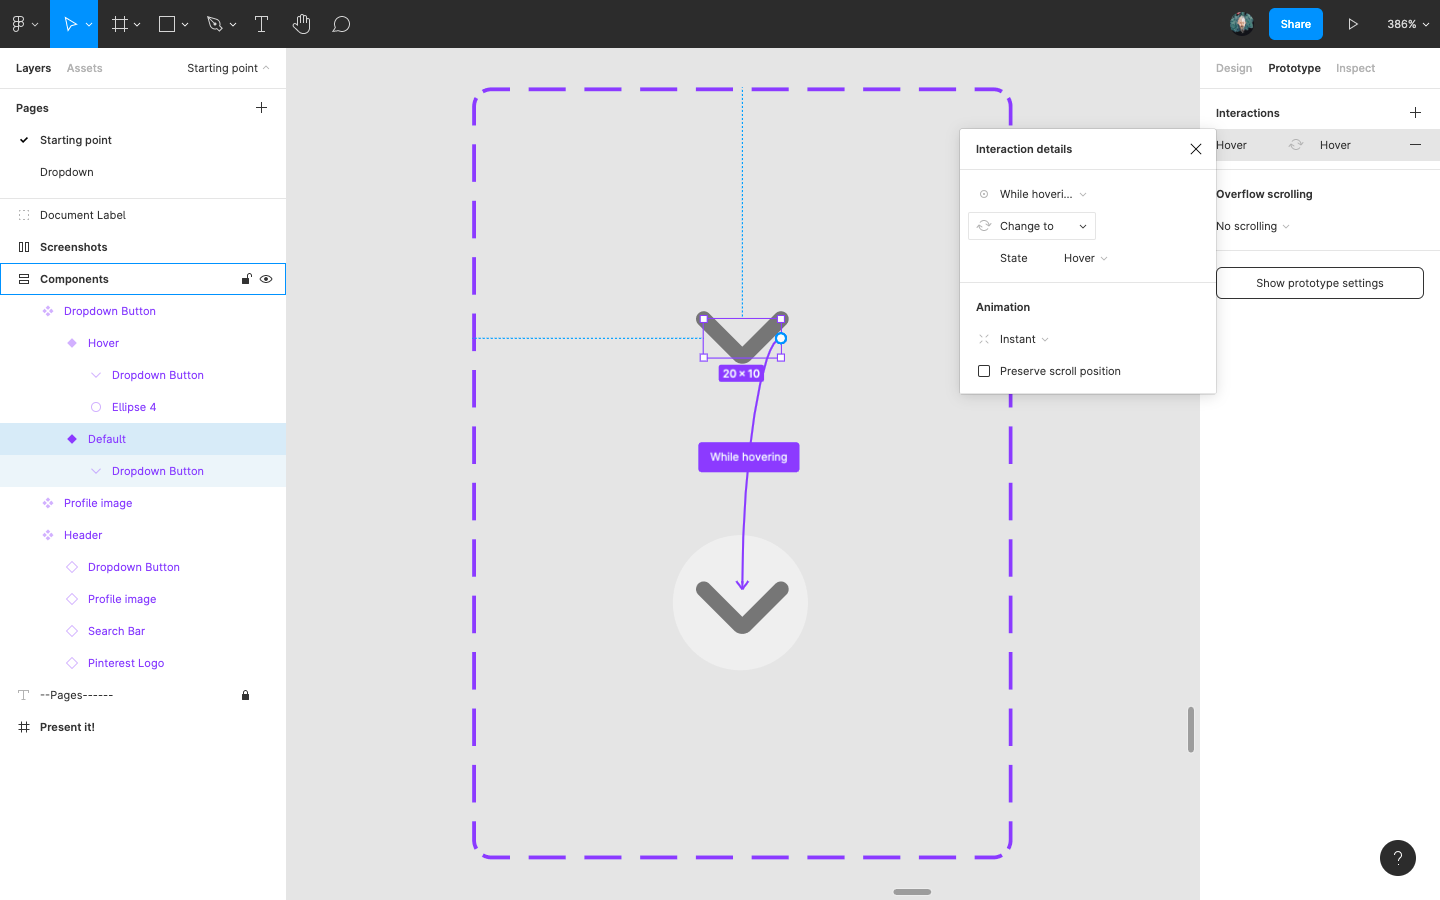 386%
Share
Layers
Assets
Starting point
Pages
Starting point
Dropdown
Document Label
Screenshots
Components
Dropdown Button
Hover
Dropdown Button
Ellipse 4
Default
Dropdown Button
Profile image
Header
Dropdown Button
Profile image
Search Bar
Pinterest Logo
--Pages------
Present it!
20 × 10
While hovering
Interaction details
While hoveri...
Change to
State Hover
Animation
Instant
Preserve scroll position
Design Prototype Inspect
Interactions
Hover Hover
Overflow scrolling
No scrolling
Show prototype settings
?